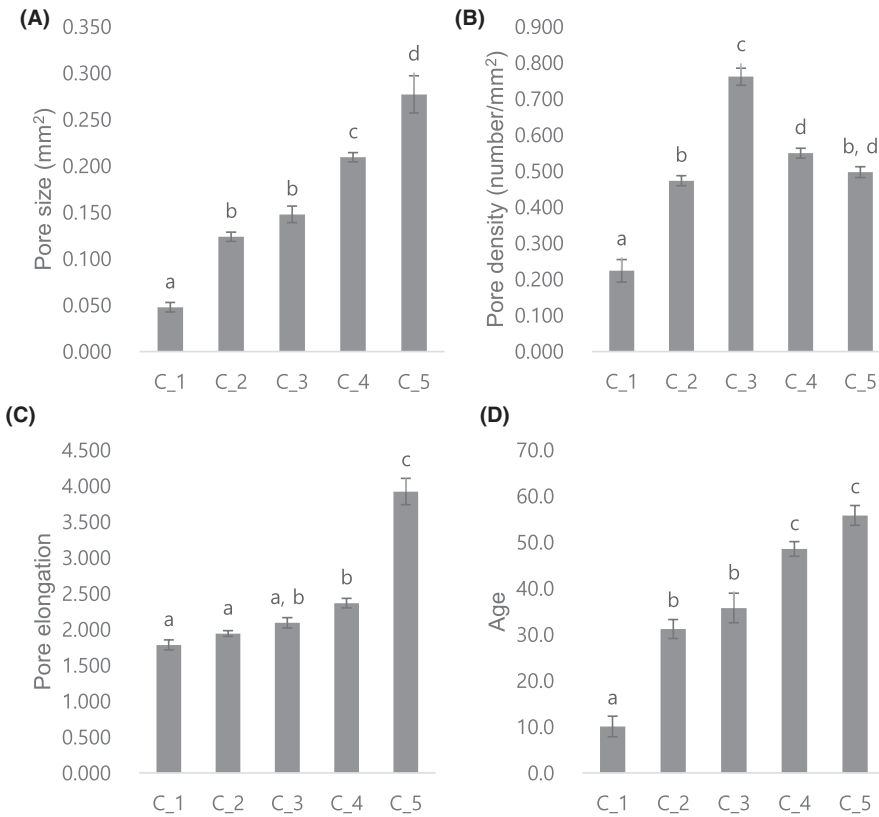 (A)
Pore size (mm²)
0.350
0.300
0.250
0.200
0.150
0.100
0.050
0.000
a
b
b
c
d
C_1 C_2 C_3 C_4 C_5
(B)
Pore density (number/mm²)
0.900
0.800
0.700
0.600
0.500
0.400
0.300
0.200
0.100
0.000
a
b
c
d
b, d
C_1 C_2 C_3 C_4 C_5
(C)
Pore elongation
4.500
4.000
3.500
3.000
2.500
2.000
1.500
1.000
0.500
0.000
a
a
a, b
b
c
C_1 C_2 C_3 C_4 C_5
(D)
Age
70.0
60.0
50.0
40.0
30.0
20.0
10.0
0.0
a
b
b
c
c
C_1 C_2 C_3 C_4 C_5